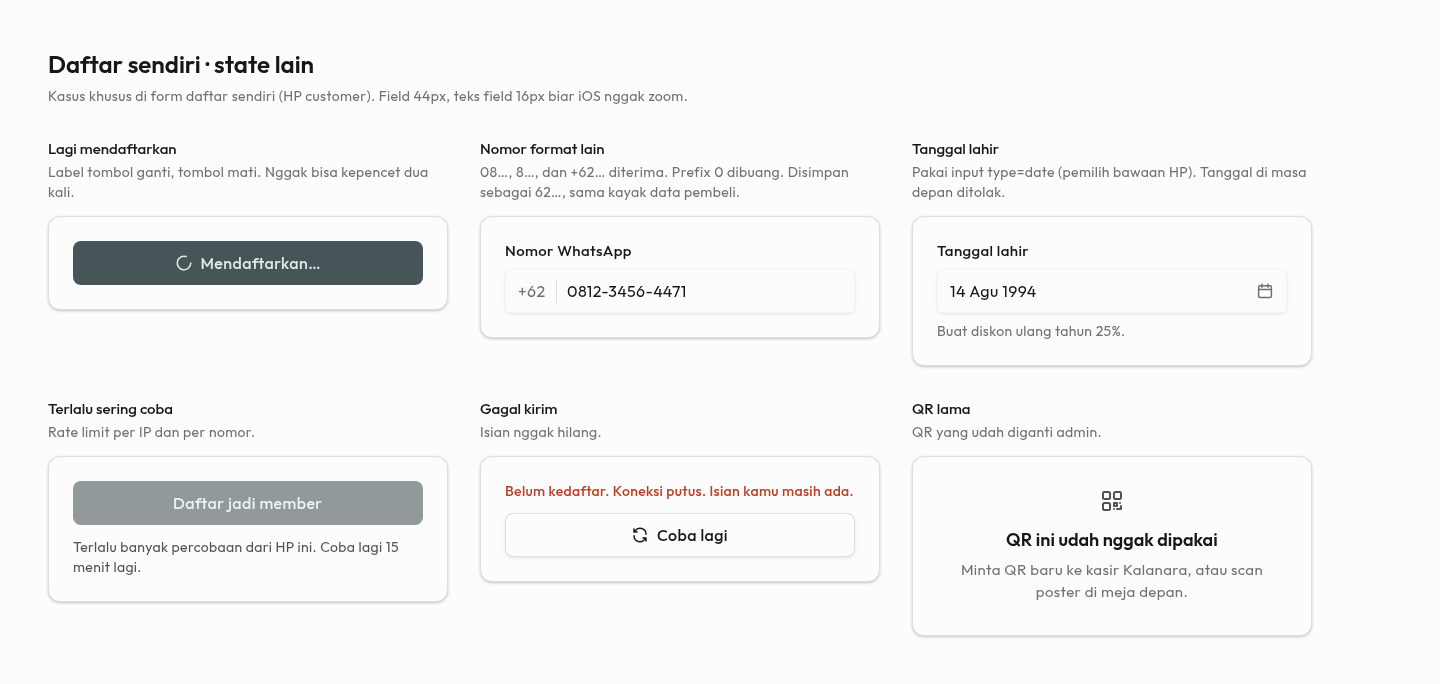 Daftar sendiri · state lain
Kasus khusus di form daftar sendiri (HP customer). Field 44px, teks field 16px biar iOS nggak zoom.
Lagi mendaftarkan
Label tombol ganti, tombol mati. Nggak bisa kepencet dua
kali.
Mendaftarkan…
Nomor format lain
08…, 8…, dan +62… diterima. Prefix 0 dibuang. Disimpan
sebagai 62…, sama kayak data pembeli.
Nomor WhatsApp
+62 0812-3456-4471
Tanggal lahir
Pakai input type=date (pemilih bawaan HP). Tanggal di masa
depan ditolak.
Tanggal lahir
14 Agu 1994
Buat diskon ulang tahun 25%.
Terlalu sering coba
Rate limit per IP dan per nomor.
Daftar jadi member
Terlalu banyak percobaan dari HP ini. Coba lagi 15
menit lagi.
Gagal kirim
Isian nggak hilang.
Belum kedaftar. Koneksi putus. Isian kamu masih ada.
Coba lagi
QR lama
QR yang udah diganti admin.
QR ini udah nggak dipakai
Minta QR baru ke kasir Kalanara, atau scan
poster di meja depan.